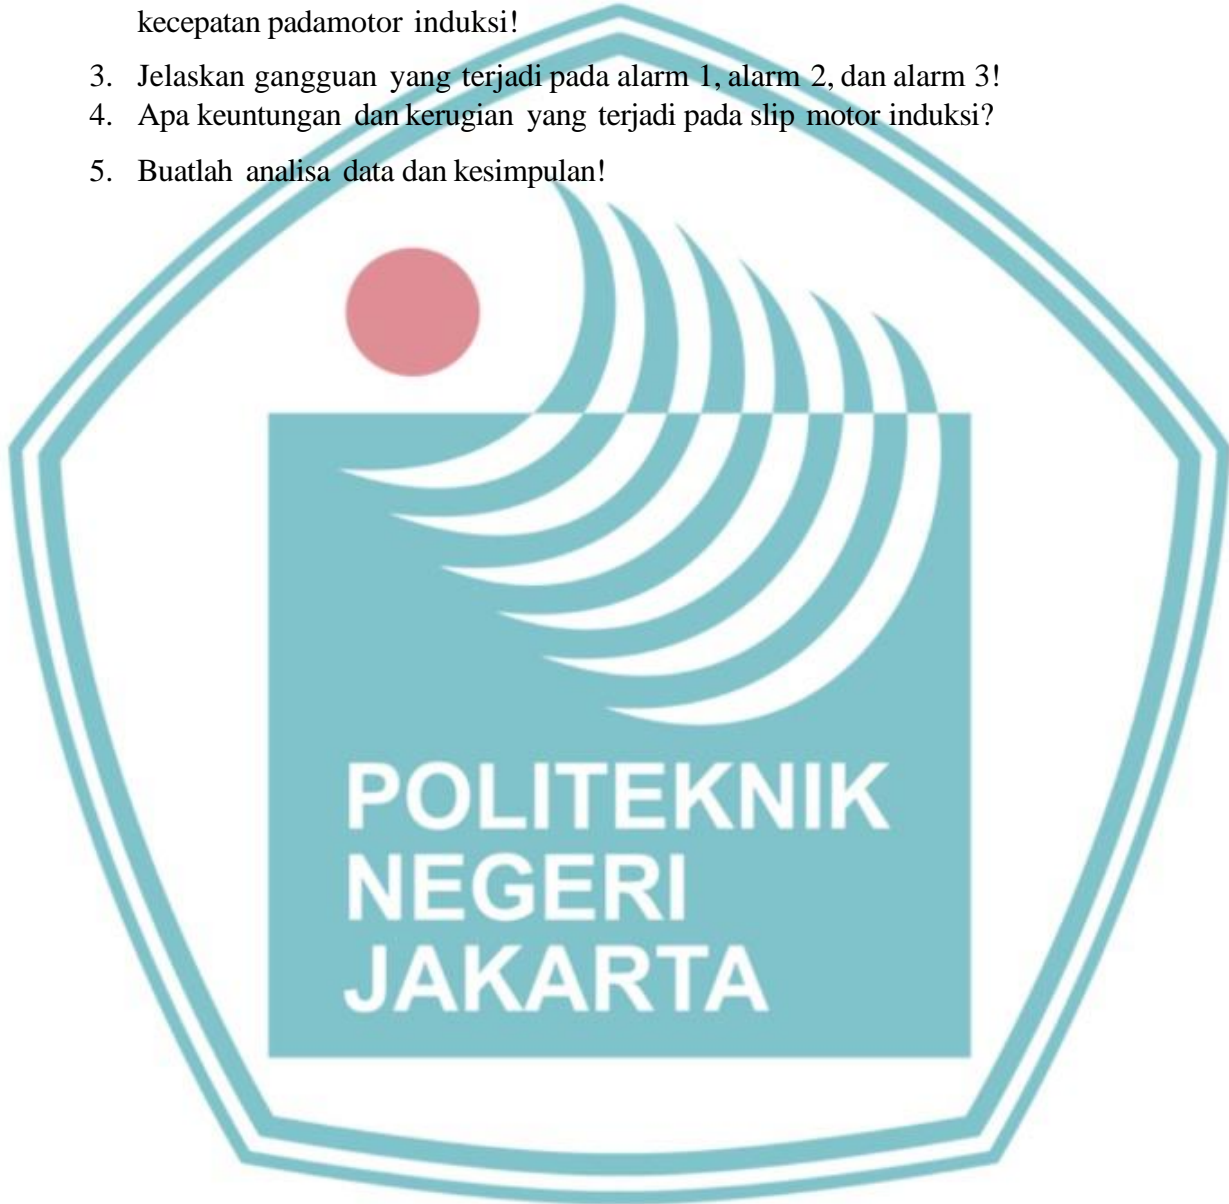 kecepatan padamotor induksi!
3. Jelaskan gangguan yang terjadi pada alarm 1, alarm 2, dan alarm 3!
4. Apa keuntungan dan kerugian yang terjadi pada slip motor induksi?
5. Buatlah analisa data dan kesimpulan!
POLITEKNIK
NEGERI
JAKARTA